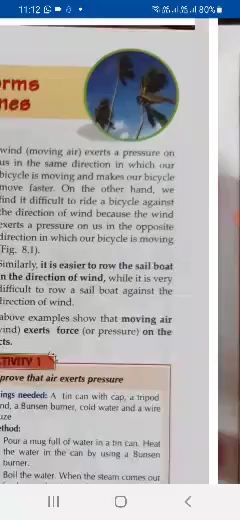 11:12
80%
orms
nes
wind (moving air) exerts a pressure on
us in the same direction in which our
bicycle is moving and makes our bicycle
move faster. On the other hand, we
find it difficult to ride a bicycle against
the direction of wind because the wind
exerts a pressure on us in the opposite
direction in which our bicycle is moving
(Fig. 8.1).
Similarly, it is easier to row the sail boat
in the direction of wind, while it is very
difficult to row a sail boat against the
direction of wind.
above examples show that moving air
wind) exerts force (or pressure) on the
cts.
TIVITY 1
prove that air exerts pressure
ings needed: A tin can with cap, a tripod
nd, a Bunsen burner, cold water and a wire
uze
ethod:
Pour a mug full of water in a tin can. Heat
the water in the can by using a Bunsen
burner.
Boil the water. When the steam comes out